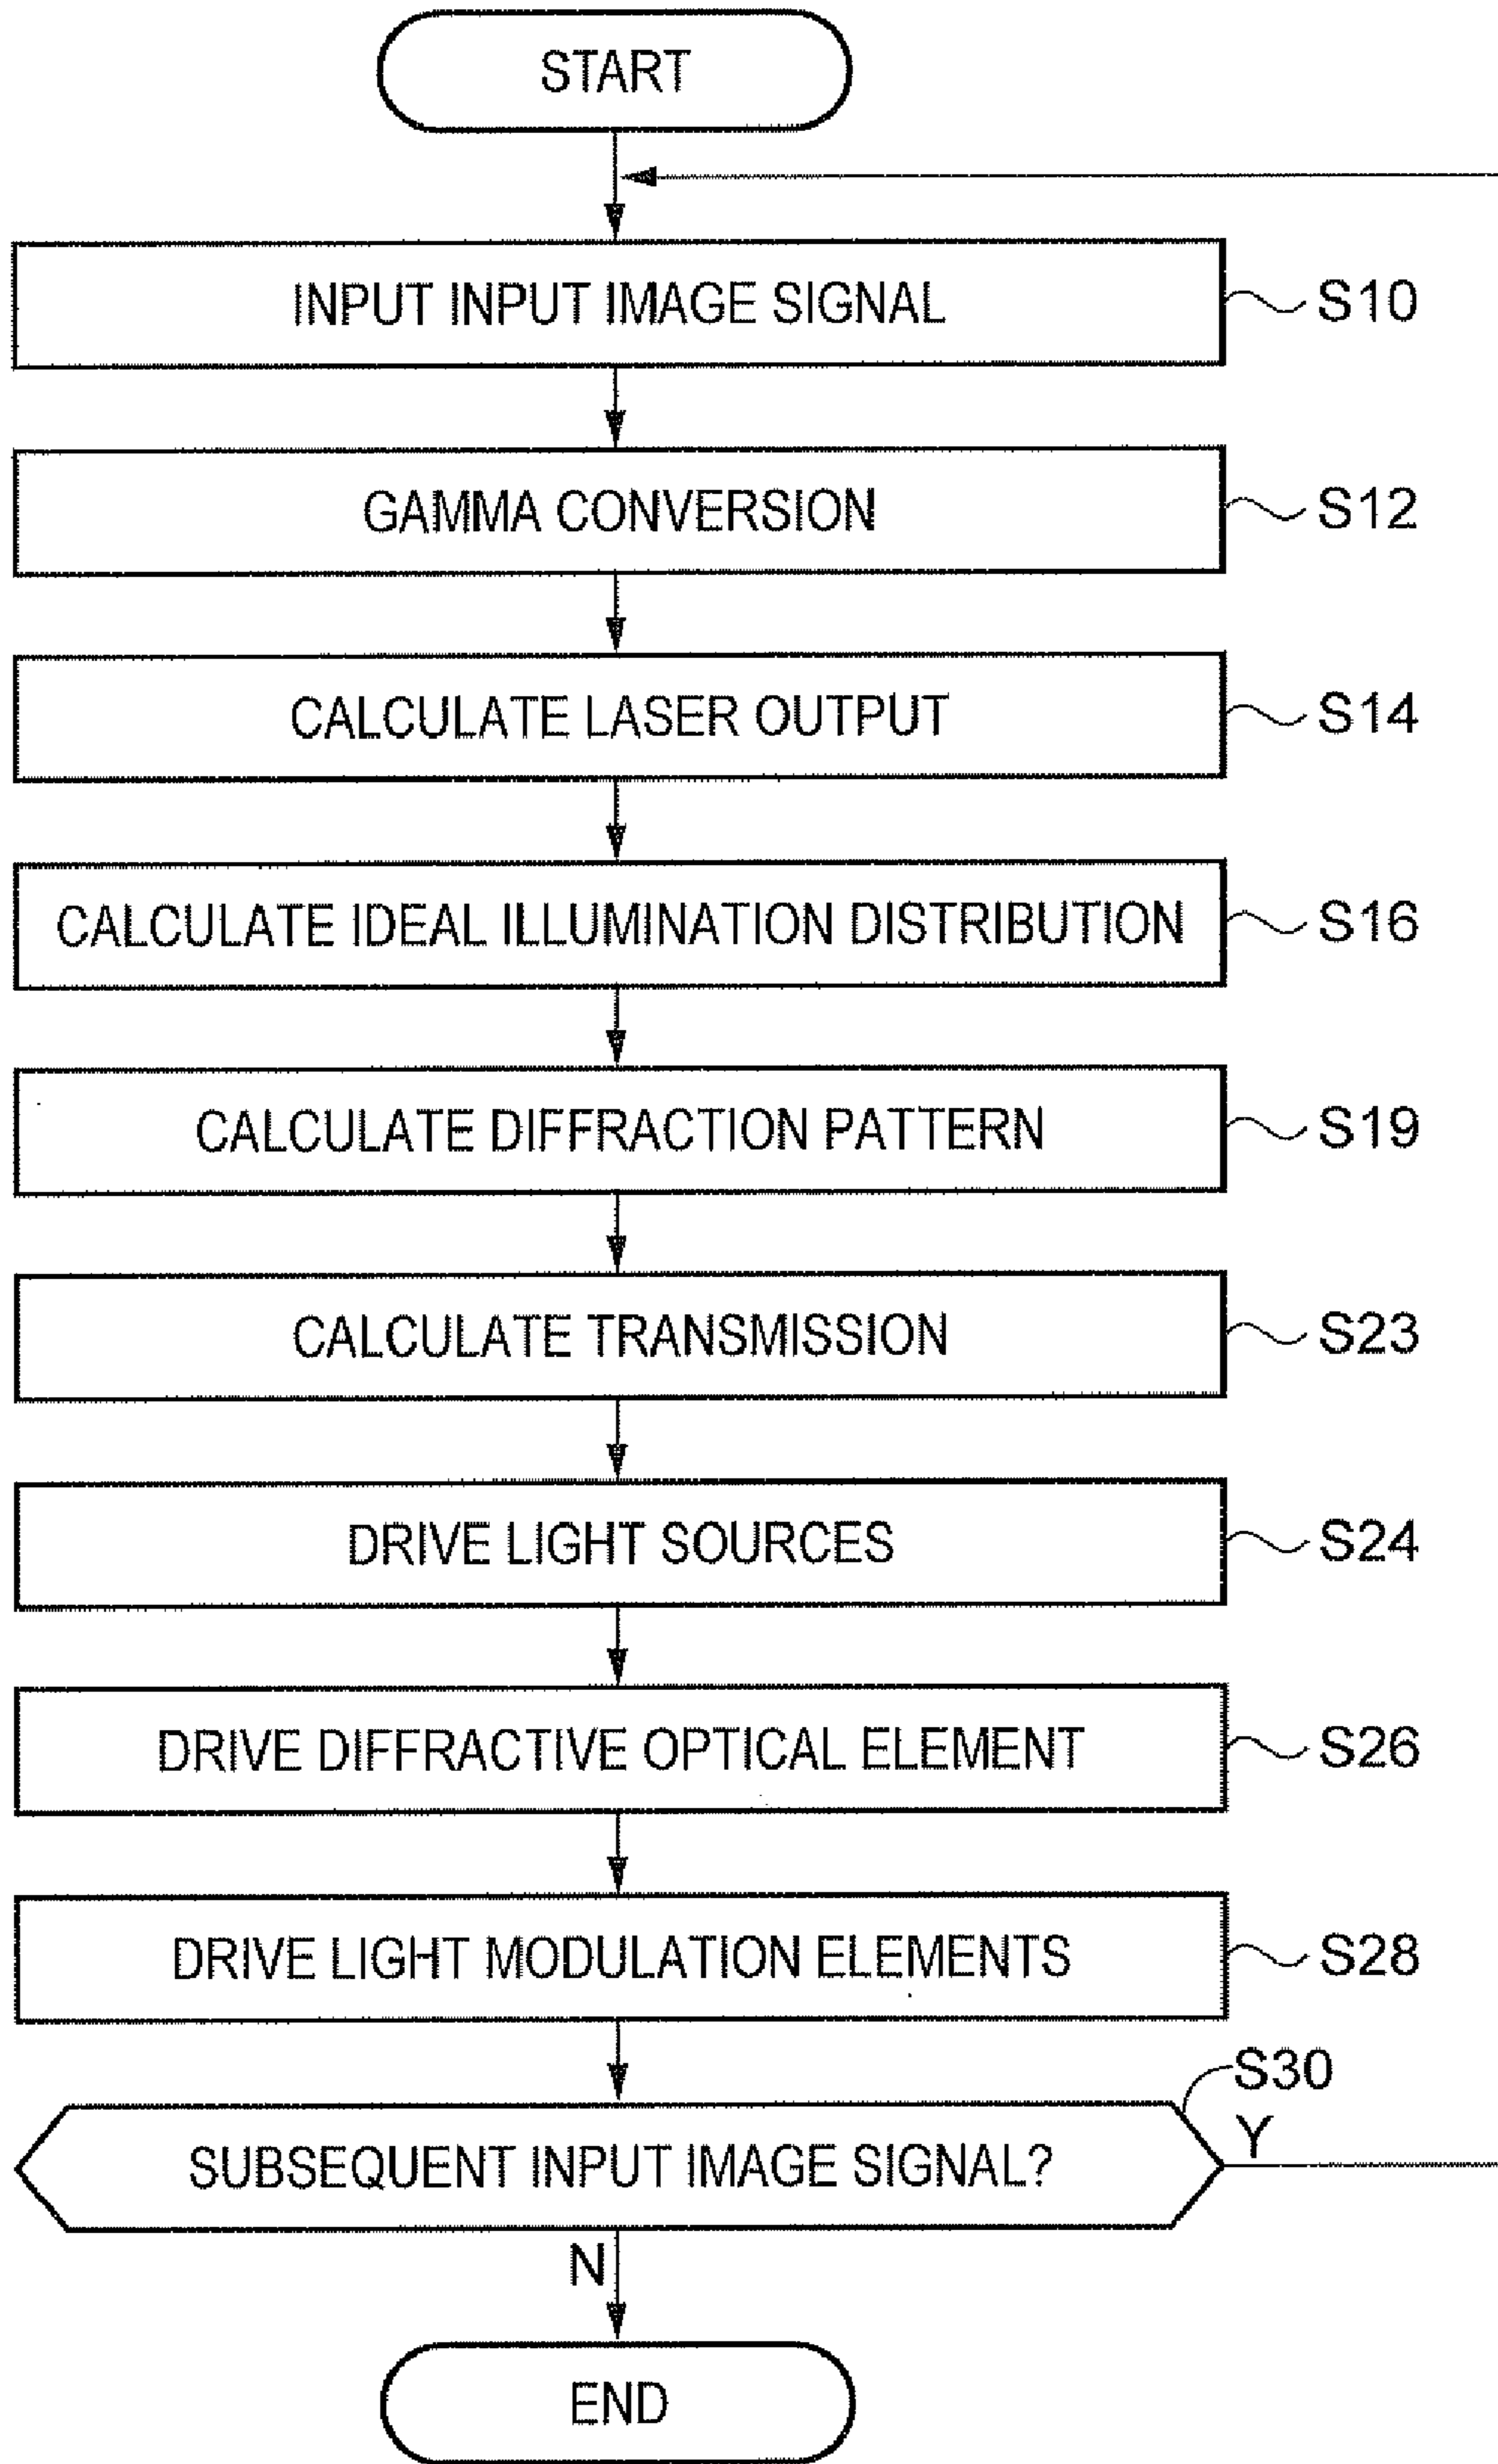 START
INPUT INPUT IMAGE SIGNAL
S10
GAMMA CONVERSION
S12
CALCULATE LASER OUTPUT
S14
CALCULATE IDEAL ILLUMINATION DISTRIBUTION
S16
CALCULATE DIFFRACTION PATTERN
S19
CALCULATE TRANSMISSION
S23
DRIVE LIGHT SOURCES
S24
DRIVE DIFFRACTIVE OPTICAL ELEMENT
S26
DRIVE LIGHT MODULATION ELEMENTS
S28
S30
SUBSEQUENT INPUT IMAGE SIGNAL?
Y
N
END